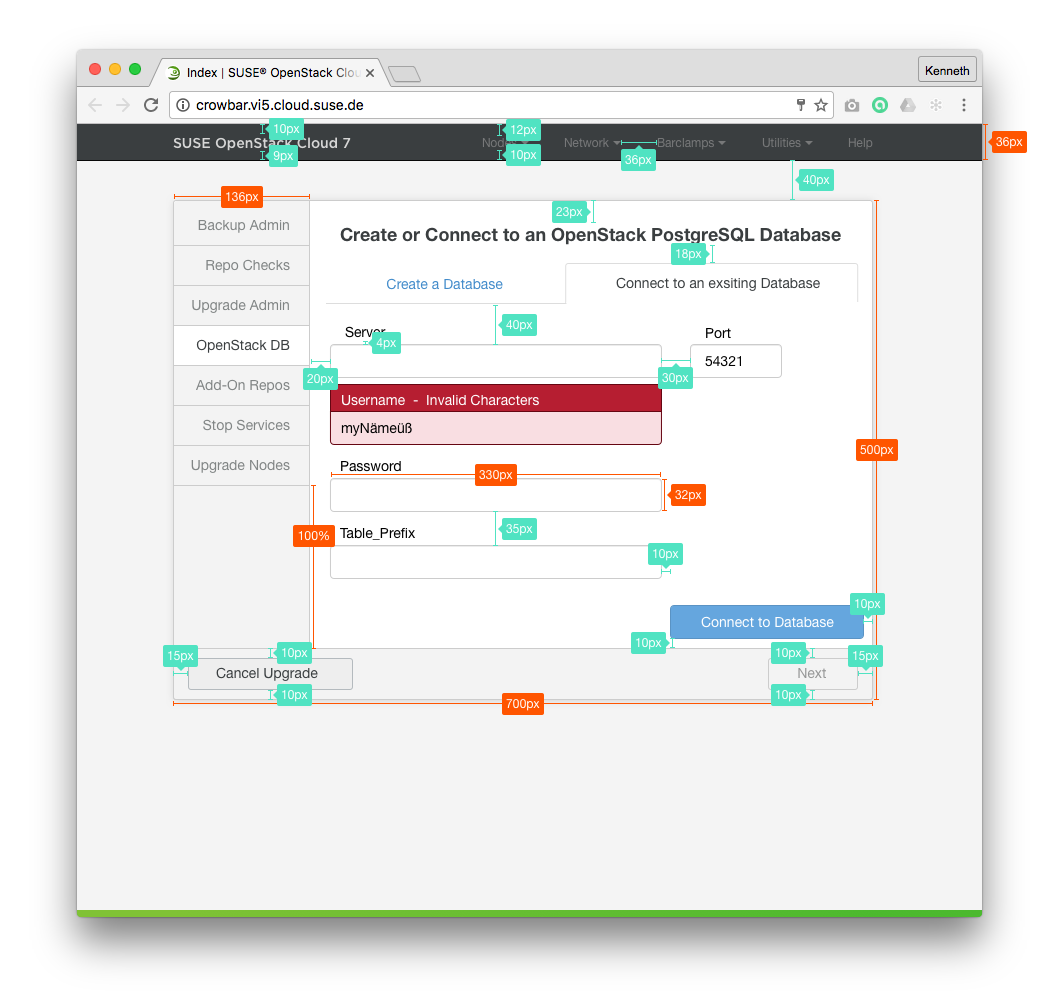 Index | SUSE® OpenStack Clou
Kenneth
crowbar.vi5.cloud.suse.de
10px
12px
SUSE OpenStack Cloud 7
Network
Barclamps
Utilities
Help
36px
9px
10px
36px
40px
136px
23px
Backup Admin
Create or Connect to an OpenStack PostgreSQL Database
18px
Repo Checks
Create a Database
Connect to an exsiting Database
Upgrade Admin
40px
Server
Port
4px
OpenStack DB
54321
20px
30px
Add-On Repos
Username - Invalid Characters
Stop Services
myNämeüß
500px
Upgrade Nodes
Password
330px
32px
100%
Table_Prefix
35px
10px
10px
Connect to Database
10px
15px
10px
10px
15px
Cancel Upgrade
Next
10px
10px
700px